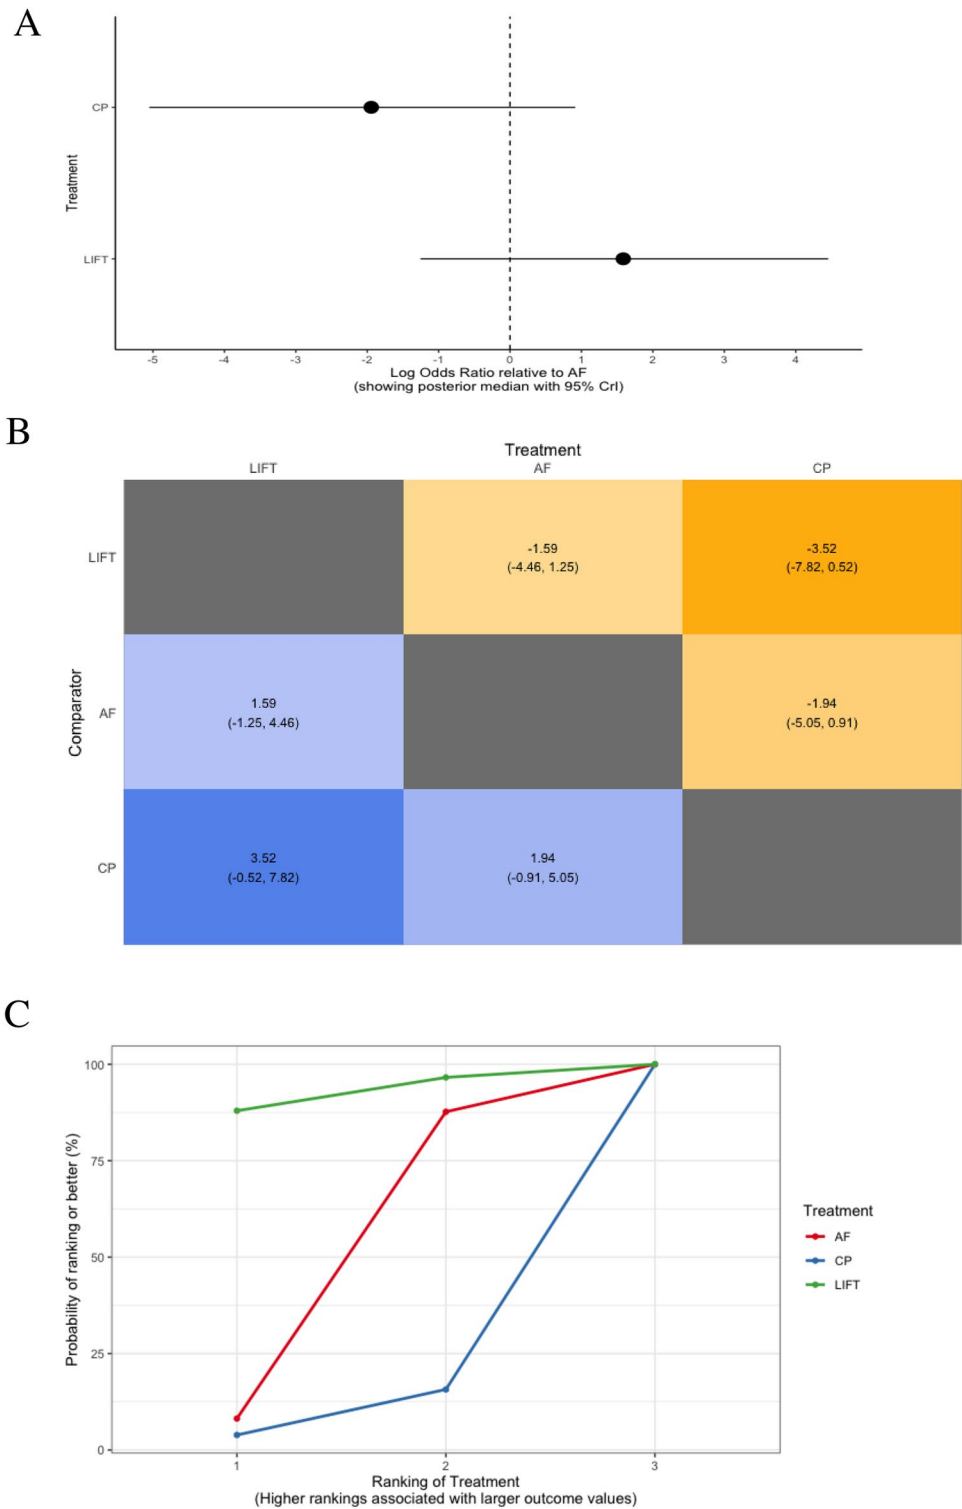 A
CP
Treatment
LIFT
-5 -4 -3 -2 -1 0 1 2 3 4
Log Odds Ratio relative to AF
(showing posterior median with 95% CrI)
B
Treatment
LIFT AF CP
LIFT
-1.59 -3.52
(-4.46, 1.25) (-7.82, 0.52)
Comparator
AF
1.59 -1.94
(-1.25, 4.46) (-5.05, 0.91)
CP
3.52 1.94
(-0.52, 7.82) (-0.91, 5.05)
C
Probability of ranking or better (%)
100
75
50
25
0
1 2 3
Ranking of Treatment
(Higher rankings associated with larger outcome values)
Treatment
AF
CP
LIFT